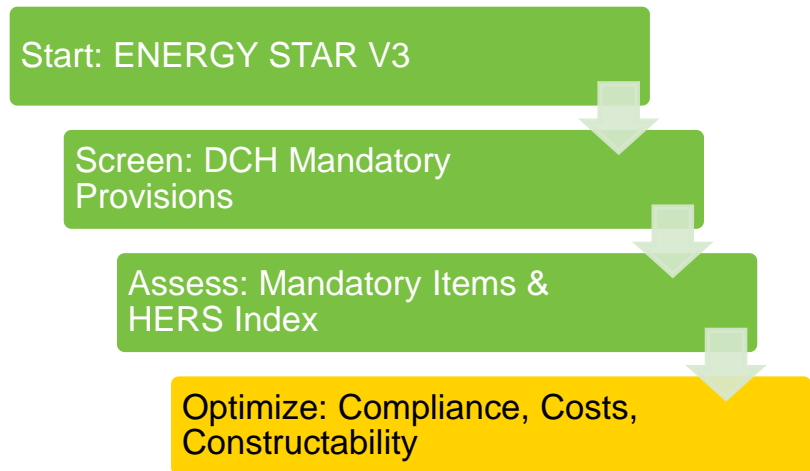 Start: ENERGY STAR V3
Screen: DCH Mandatory
Provisions
Assess: Mandatory Items &
HERS Index
Optimize: Compliance, Costs,
Constructability